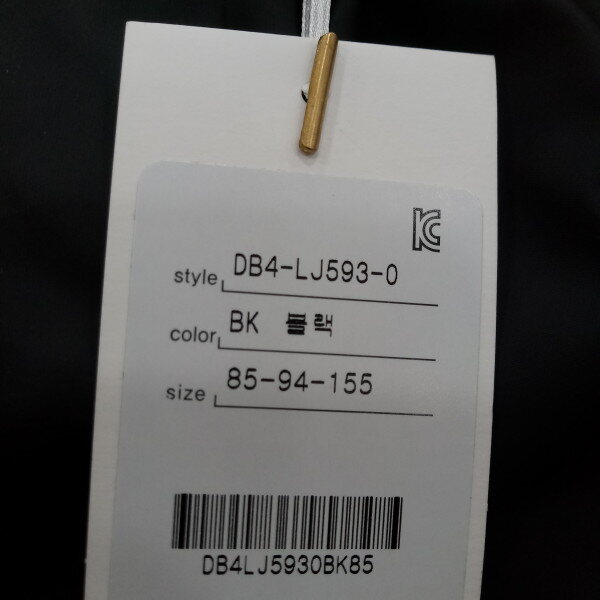 KC
style DB4-LJ593-0
color BK 블랙
size 85-94-155
DB4LJ5930BK85